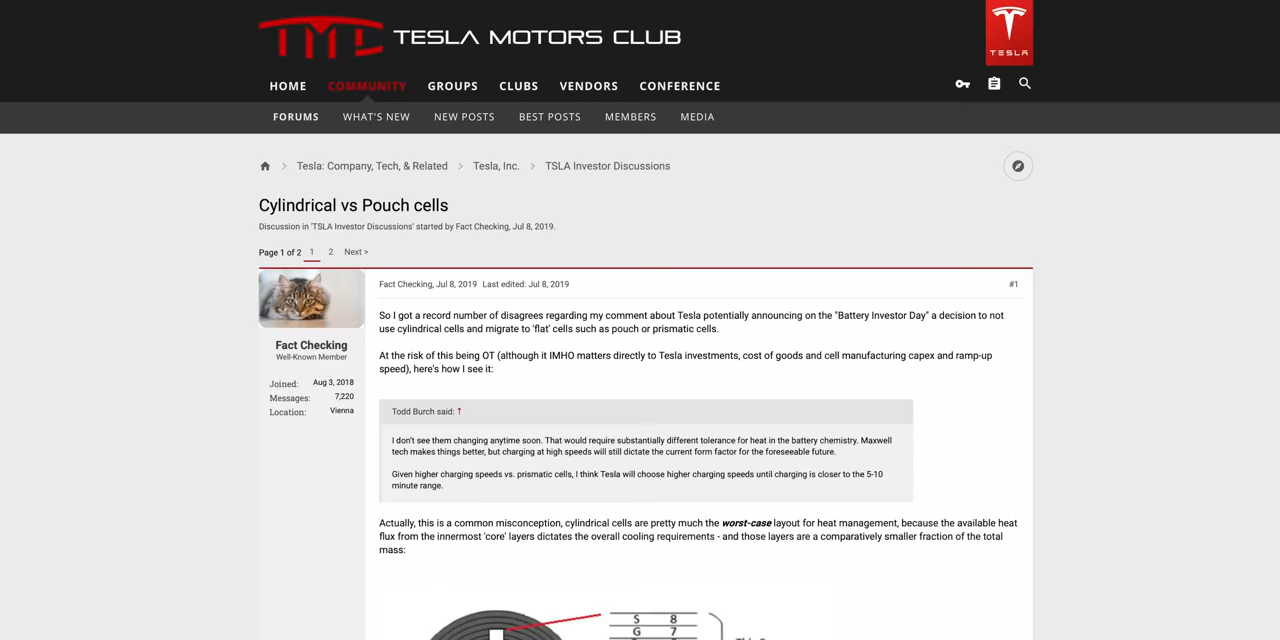 TESLA MOTORS CLUB
TESLA
HOME COMMUNITY GROUPS CLUBS VENDORS CONFERENCE
FORUMS WHAT'S NEW NEW POSTS BEST POSTS MEMBERS MEDIA
Tesla: Company, Tech, & Related Tesla, Inc. TSLA Investor Discussions
Cylindrical vs Pouch cells
Discussion in 'TSLA Investor Discussions' started by Fact Checking, Jul 8, 2019.
Page 1 of 2 1 2 Next >
Fact Checking
Well-Known Member
Joined: Aug 3, 2018
Messages: 7,220
Location: Vienna
Fact Checking, Jul 8, 2019 Last edited: Jul 8, 2019 #1
So I got a record number of disagrees regarding my comment about Tesla potentially announcing on the "Battery Investor Day" a decision to not
use cylindrical cells and migrate to 'flat' cells such as pouch or prismatic cells.
At the risk of this being OT (although it IMHO matters directly to Tesla investments, cost of goods and cell manufacturing capex and ramp-up
speed), here's how I see it:
Todd Burch said: ↑
I don't see them changing anytime soon. That would require substantially different tolerance for heat in the battery chemistry. Maxwell
tech makes things better, but charging at high speeds will still dictate the current form factor for the foreseeable future.
Given higher charging speeds vs. prismatic cells, I think Tesla will choose higher charging speeds until charging is closer to the 5-10
minute range.
Actually, this is a common misconception, cylindrical cells are pretty much the worst-case layout for heat management, because the available heat
flux from the innermost 'core' layers dictates the overall cooling requirements - and those layers are a comparatively smaller fraction of the total
mass:
S 8
G 7